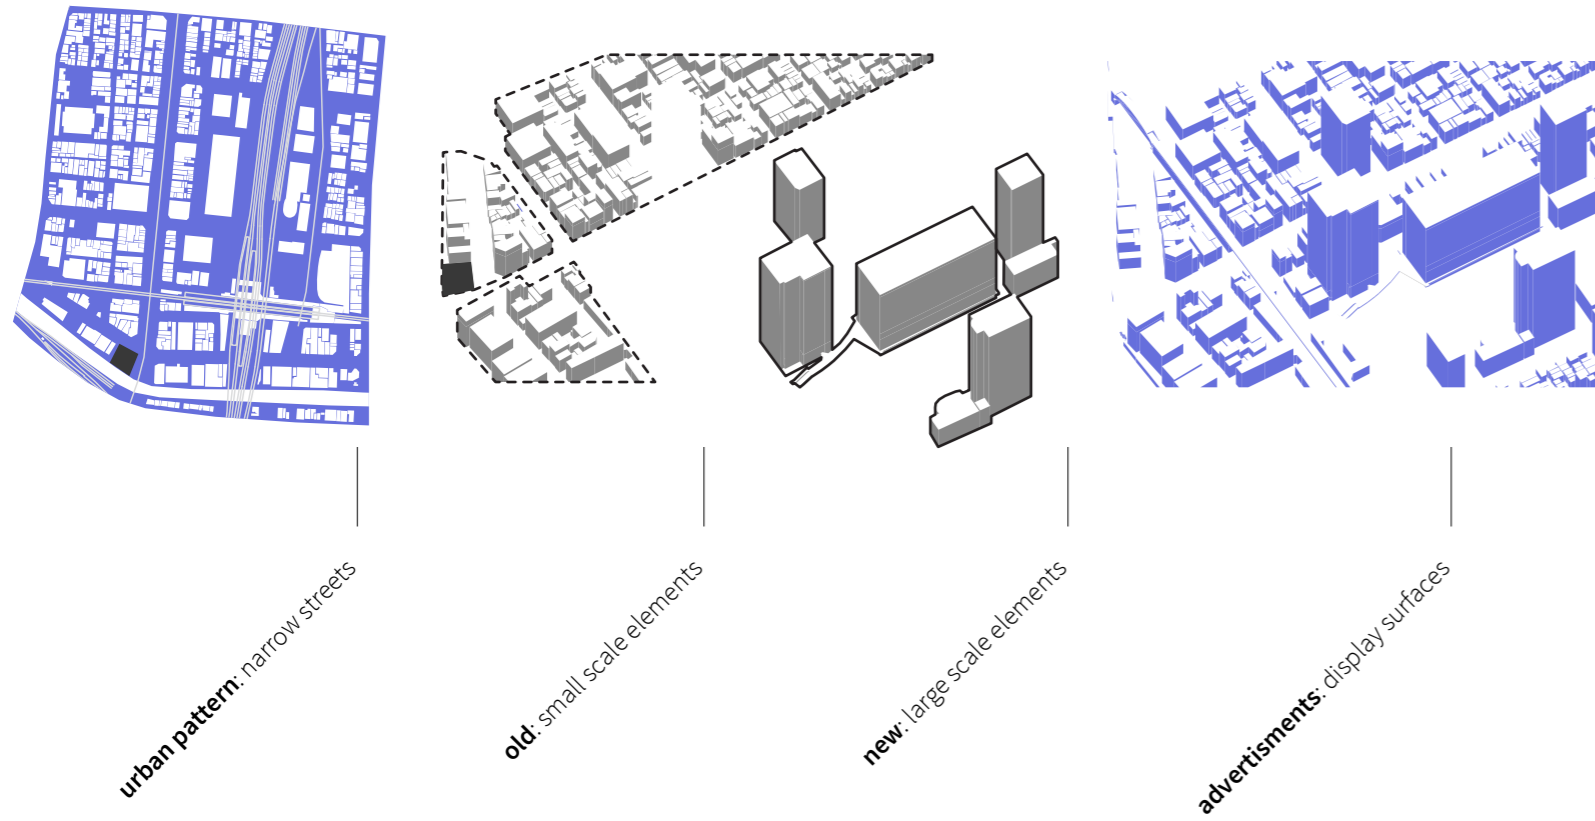 urban pattern: narrow streets
old: small scale elements
new: large scale elements
advertisments: display surfaces